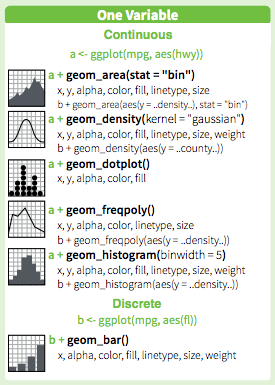 One Variable
Continuous
a <- ggplot(mpg, aes(hwy))
a + geom_area(stat = "bin")
x, y, alpha, color, fill, linetype, size
b + geom_area(aes(y = ..density..), stat = "bin")
a + geom_density(kernel = "gaussian")
x, y, alpha, color, fill, linetype, size, weight
b + geom_density(aes(y = ..county..))
a + geom_dotplot()
x, y, alpha, color, fill
a + geom_freqpoly()
x, y, alpha, color, linetype, size
b + geom_freqpoly(aes(y = ..density..))
a + geom_histogram(binwidth = 5)
x, y, alpha, color, fill, linetype, size, weight
b + geom_histogram(aes(y = ..density..))
Discrete
b <- ggplot(mpg, aes(fl))
b + geom_bar()
x, alpha, color, fill, linetype, size, weight